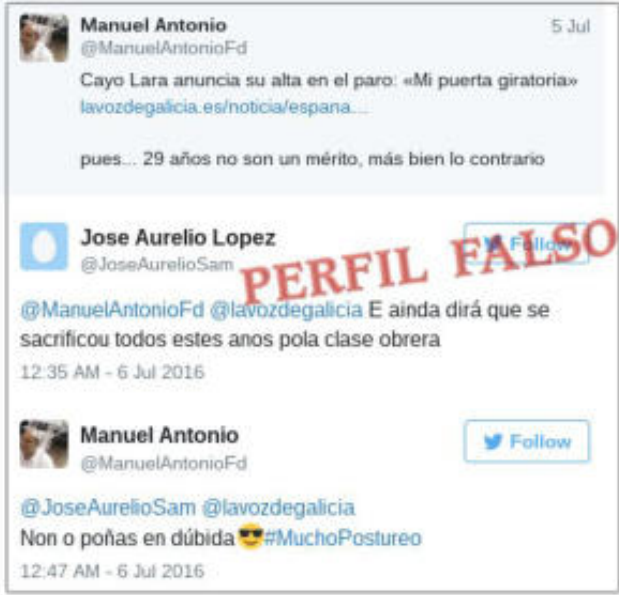 Manuel Antonio
5 Jul
@ManuelAntonioFd
Cayo Lara anuncia su alta en el paro: «Mi puerta giratoria»
lavozdegalicia.es/noticia/espana...
pues... 29 años no son un mérito, más bien lo contrario
Jose Aurelio Lopez
Follow
@JoseAurelioSam
PERFIL FALSO
@ManuelAntonioFd @lavozdegalicia E ainda dirá que se
sacrificou todos estes anos pola clase obrera
12:35 AM - 6 Jul 2016
Manuel Antonio
Follow
@ManuelAntonioFd
@JoseAurelioSam @lavozdegalicia
Non o poñas en dúbida😎#MuchoPostureo
12:47 AM - 6 Jul 2016